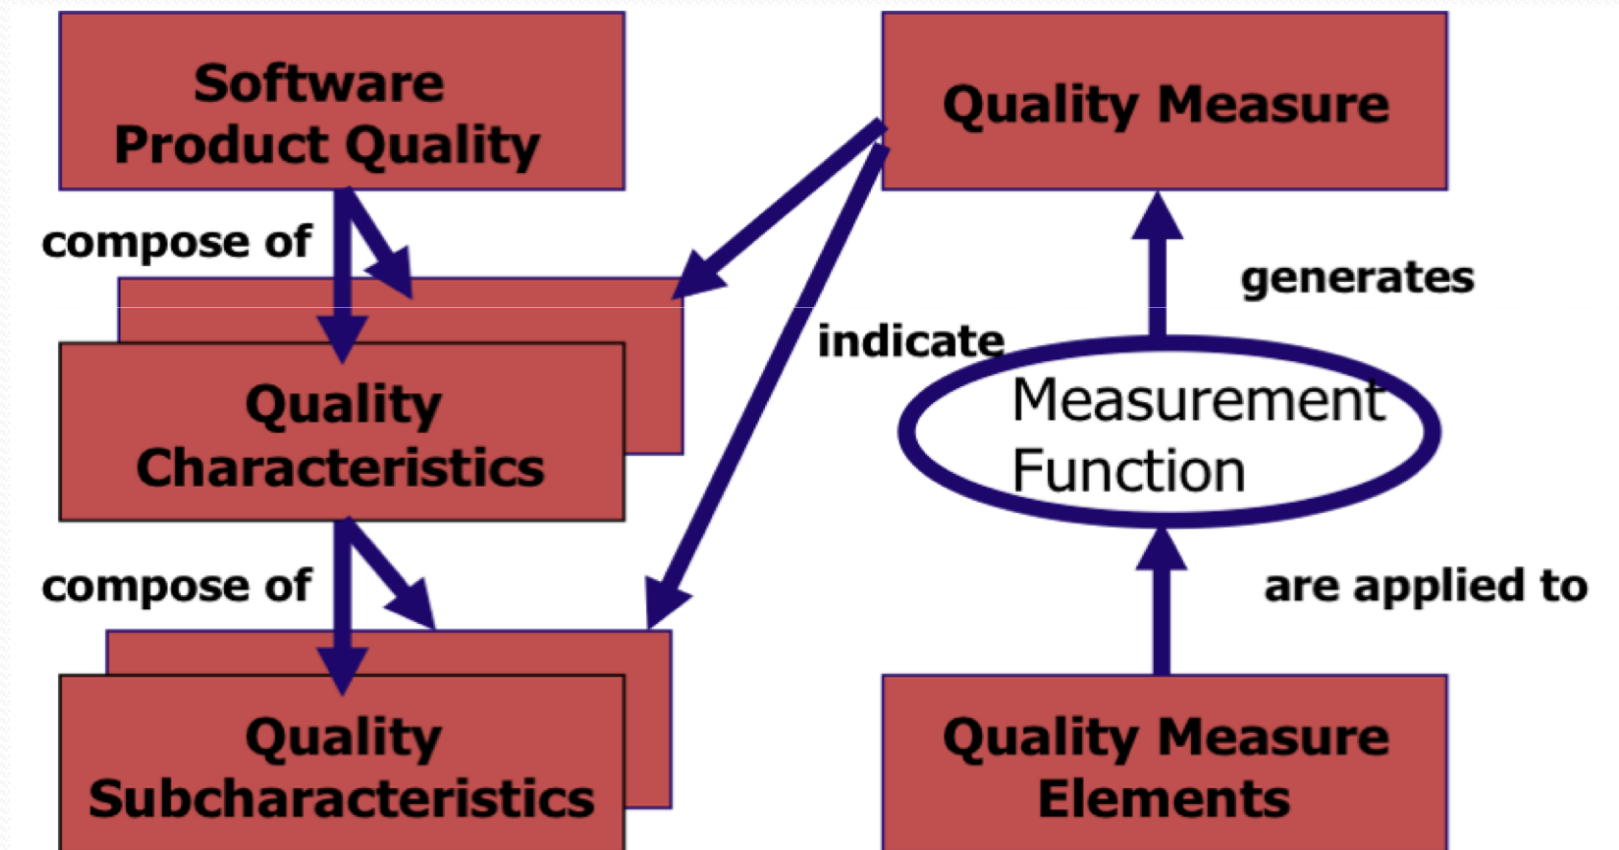 Software
Product Quality
Quality Measure
compose of
generates
indicate
Quality
Characteristics
Measurement
Function
compose of
are applied to
Quality
Subcharacteristics
Quality Measure
Elements